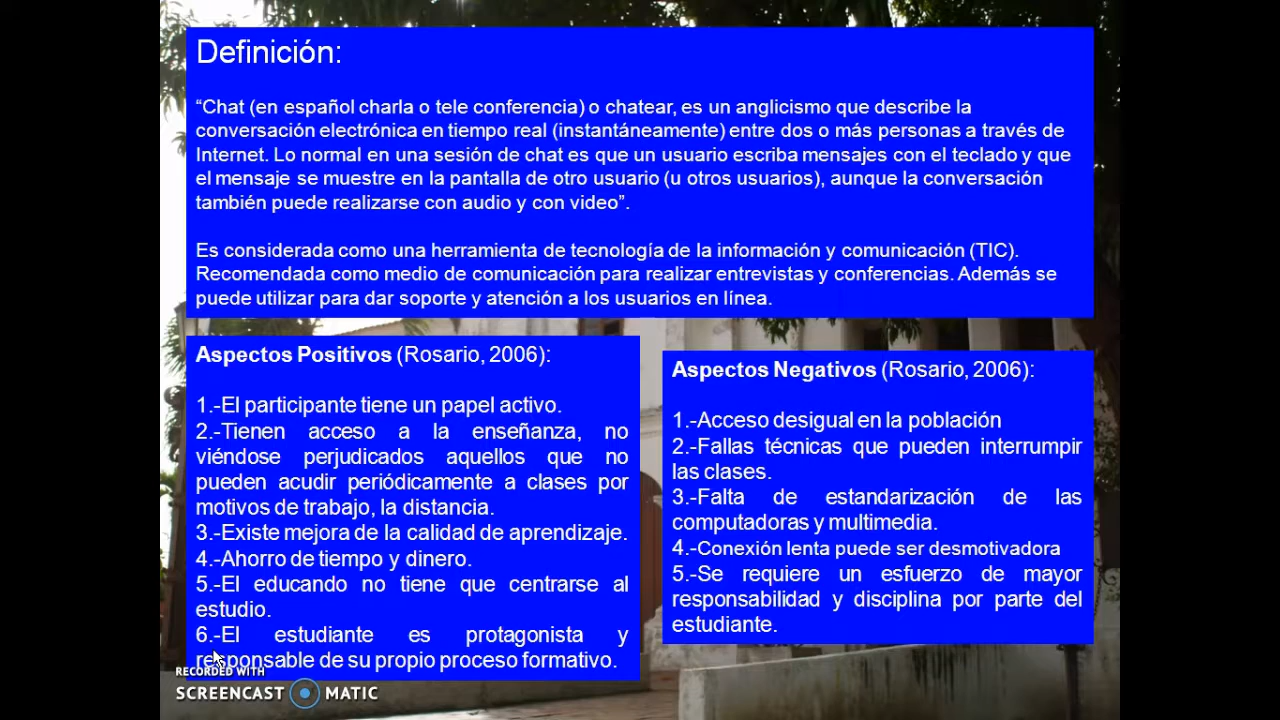 Definición:
“Chat (en español charla o tele conferencia) o chatear, es un anglicismo que describe la
conversación electrónica en tiempo real (instantáneamente) entre dos o más personas a través de
Internet. Lo normal en una sesión de chat es que un usuario escriba mensajes con el teclado y que
el mensaje se muestre en la pantalla de otro usuario (u otros usuarios), aunque la conversación
también puede realizarse con audio y con video”.
Es considerada como una herramienta de tecnología de la información y comunicación (TIC).
Recomendada como medio de comunicación para realizar entrevistas y conferencias. Además se
puede utilizar para dar soporte y atención a los usuarios en línea.
Aspectos Positivos (Rosario, 2006):
1.-El participante tiene un papel activo.
2.-Tienen acceso a la enseñanza, no
viéndose perjudicados aquellos que no
pueden acudir periódicamente a clases por
motivos de trabajo, la distancia.
3.-Existe mejora de la calidad de aprendizaje.
4.-Ahorro de tiempo y dinero.
5.-El educando no tiene que centrarse al
estudio.
6.-El estudiante es protagonista y
responsable de su propio proceso formativo.
Aspectos Negativos (Rosario, 2006):
1.-Acceso desigual en la población
2.-Fallas técnicas que pueden interrumpir
las clases.
3.-Falta de estandarización de las
computadoras y multimedia.
4.-Conexión lenta puede ser desmotivadora
5.-Se requiere un esfuerzo de mayor
responsabilidad y disciplina por parte del
estudiante.
RECORDED WITH
SCREENCAST MATIC